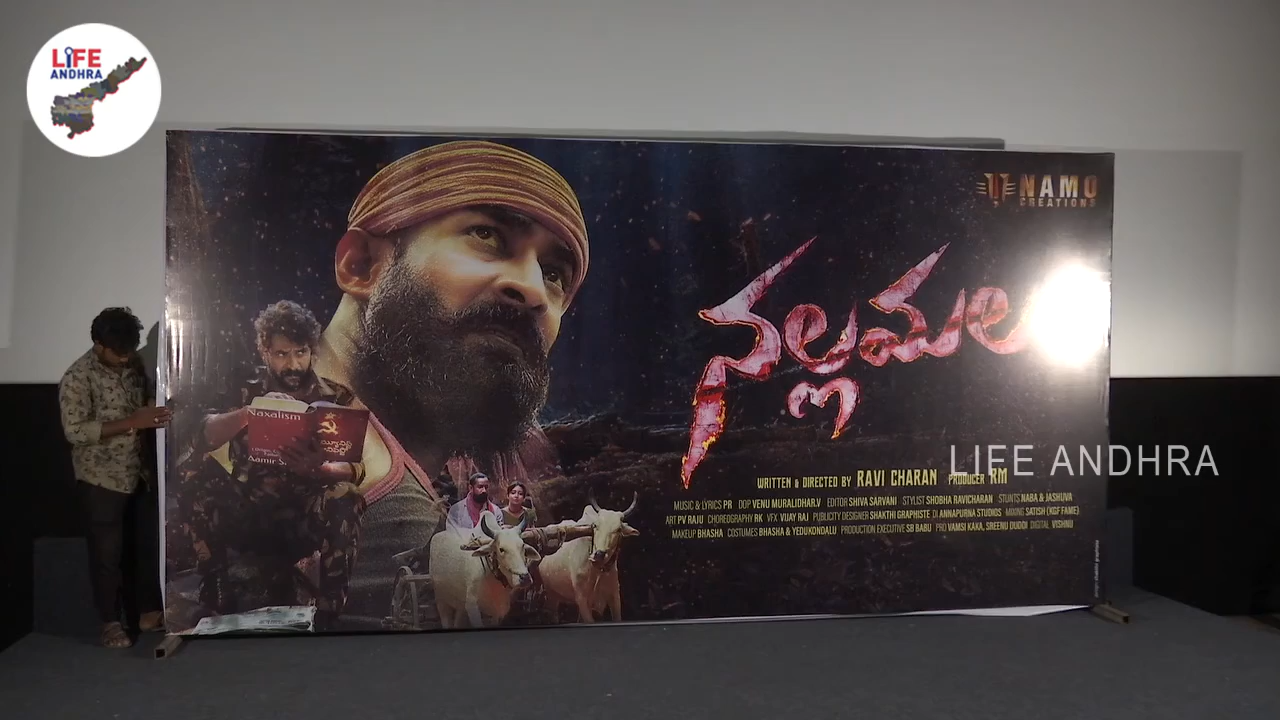 LIFE
ANDHRA
NAMO
CREATIONS
నల్లమల
Naxalism
Aamir S.
WRITTEN & DIRECTED BY RAVI CHARAN PRODUCER RM
LIFE ANDHRA
MUSIC & LYRICS PR DOP VENU MURALIDHAR.V EDITOR SHIVA SARVANI STYLIST SHOBHA RAVICHARAN STUNTS NABA & JASHUVA
ART PV RAJU CHOREOGRAPHY RK VFX VIJAY RAJ PUBLICITY DESIGNER SHAKTHI GRAPHISTE DI ANNAPURNA STUDIOS MIXING SATISH (KGF FAME)
MAKEUP BHASHA COSTUMES BHASHA & YEDUKONDALU PRODUCTION EXECUTIVE SB BABU PRO VAMSI KAKA, SREENU DUDDI DIGITAL VISHNU